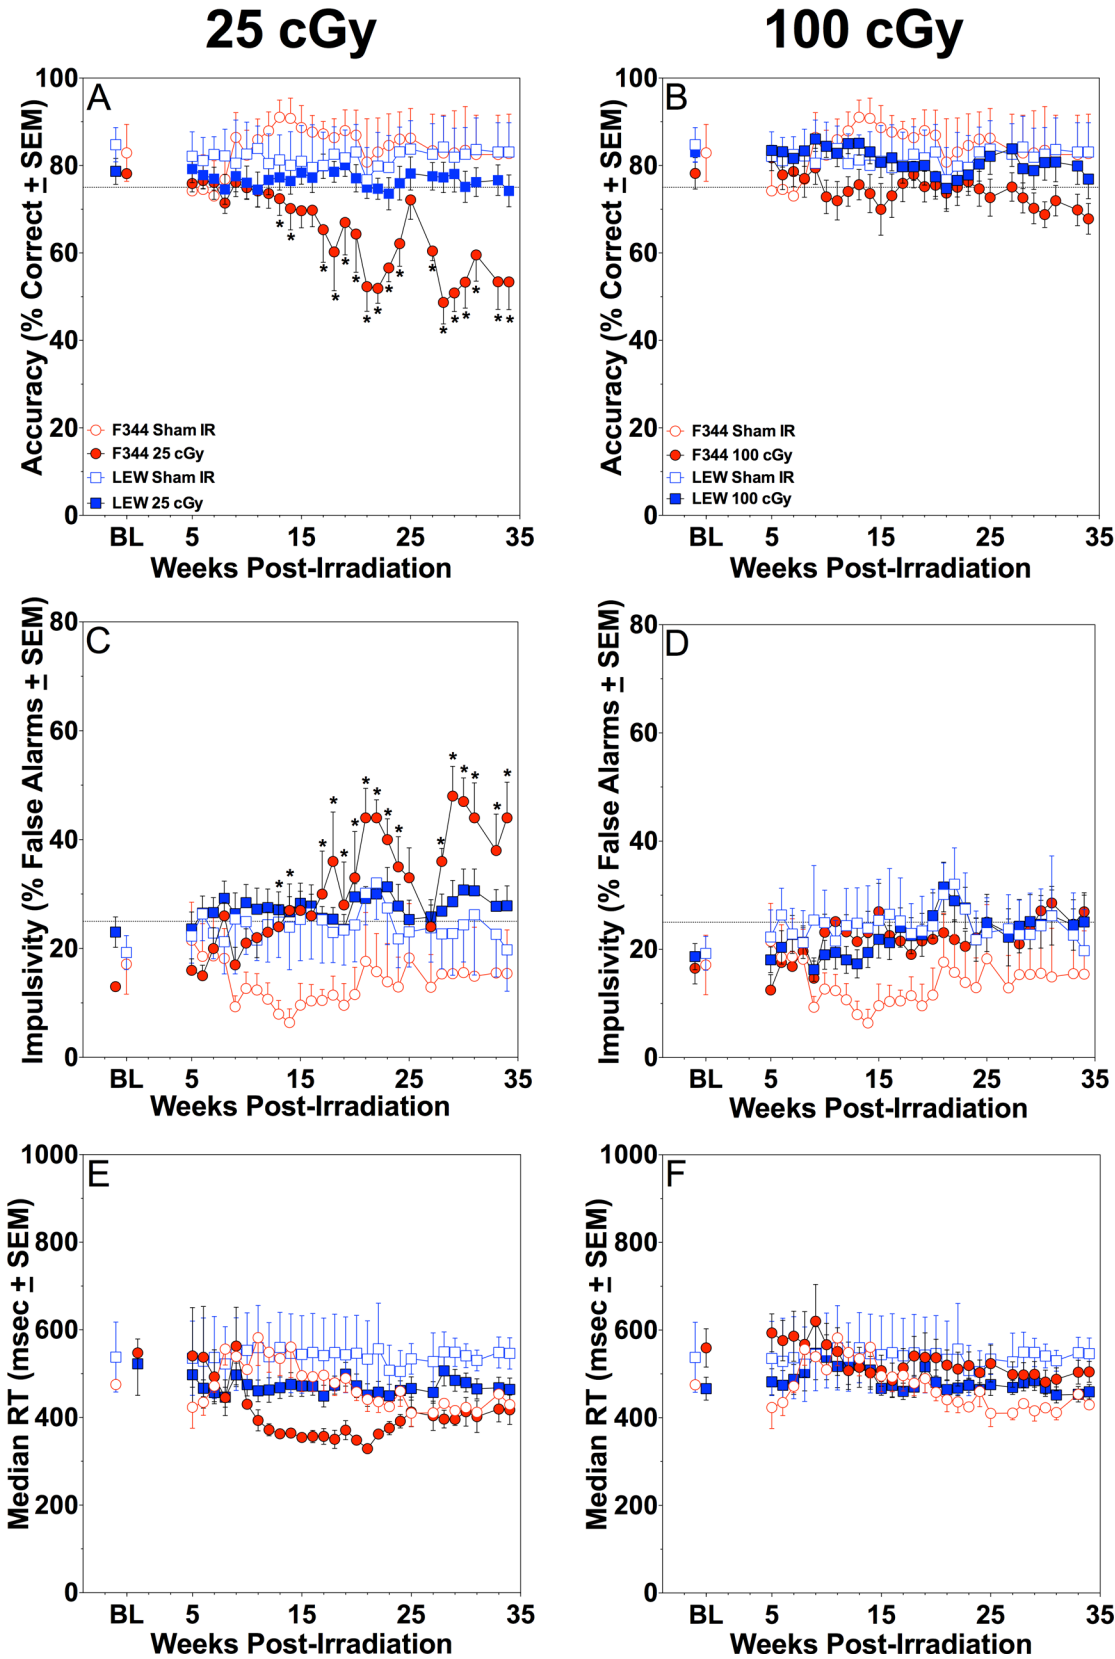 25 cGy
100 cGy
A
Accuracy (% Correct ± SEM)
100
80
60
40
20
0
F344 Sham IR
F344 25 cGy
LEW Sham IR
LEW 25 cGy
* * * * * * * * * * * * * * * * *
BL 5 15 25 35
Weeks Post-Irradiation
B
Accuracy (% Correct ± SEM)
100
80
60
40
20
0
F344 Sham IR
F344 100 cGy
LEW Sham IR
LEW 100 cGy
BL 5 15 25 35
Weeks Post-Irradiation
C
Impulsivity (% False Alarms ± SEM)
80
60
40
20
0
* * * * * * * * * * * * * * * *
BL 5 15 25 35
Weeks Post-Irradiation
D
Impulsivity (% False Alarms ± SEM)
80
60
40
20
0
BL 5 15 25 35
Weeks Post-Irradiation
E
Median RT (msec ± SEM)
1000
800
600
400
200
0
BL 5 15 25 35
Weeks Post-Irradiation
F
Median RT (msec ± SEM)
1000
800
600
400
200
0
BL 5 15 25 35
Weeks Post-Irradiation